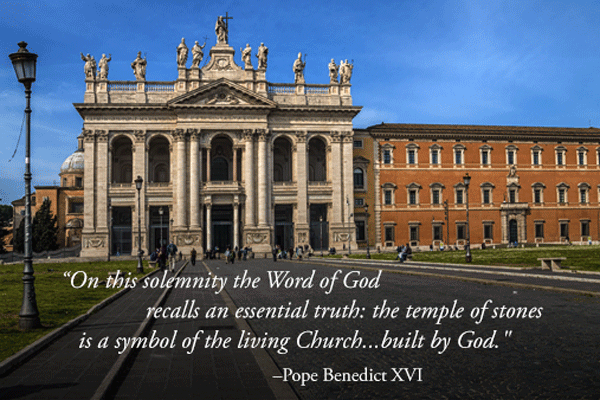 “On this solemnity the Word of God
recalls an essential truth: the temple of stones
is a symbol of the living Church...built by God."
–Pope Benedict XVI